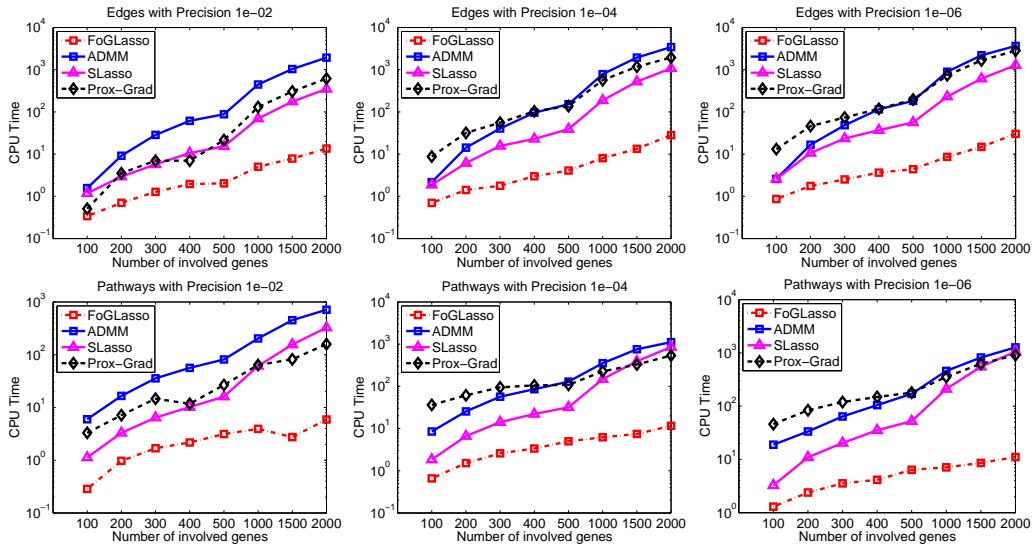 Edges with Precision 1e−02
CPU Time
10^4
10^3
10^2
10^1
10^0
10^−1
FoGLasso
ADMM
SLasso
Prox−Grad
100 200 300 400 500 1000 1500 2000
Number of involved genes
Edges with Precision 1e−04
CPU Time
10^4
10^3
10^2
10^1
10^0
10^−1
FoGLasso
ADMM
SLasso
Prox−Grad
100 200 300 400 500 1000 1500 2000
Number of involved genes
Edges with Precision 1e−06
CPU Time
10^4
10^3
10^2
10^1
10^0
10^−1
FoGLasso
ADMM
SLasso
Prox−Grad
100 200 300 400 500 1000 1500 2000
Number of involved genes
Pathways with Precision 1e−02
CPU Time
10^3
10^2
10^1
10^0
10^−1
FoGLasso
ADMM
SLasso
Prox−Grad
100 200 300 400 500 1000 1500 2000
Number of involved genes
Pathways with Precision 1e−04
CPU Time
10^4
10^3
10^2
10^1
10^0
10^−1
FoGLasso
ADMM
SLasso
Prox−Grad
100 200 300 400 500 1000 1500 2000
Number of involved genes
Pathways with Precision 1e−06
CPU Time
10^4
10^3
10^2
10^1
10^0
FoGLasso
ADMM
SLasso
Prox−Grad
100 200 300 400 500 1000 1500 2000
Number of involved genes